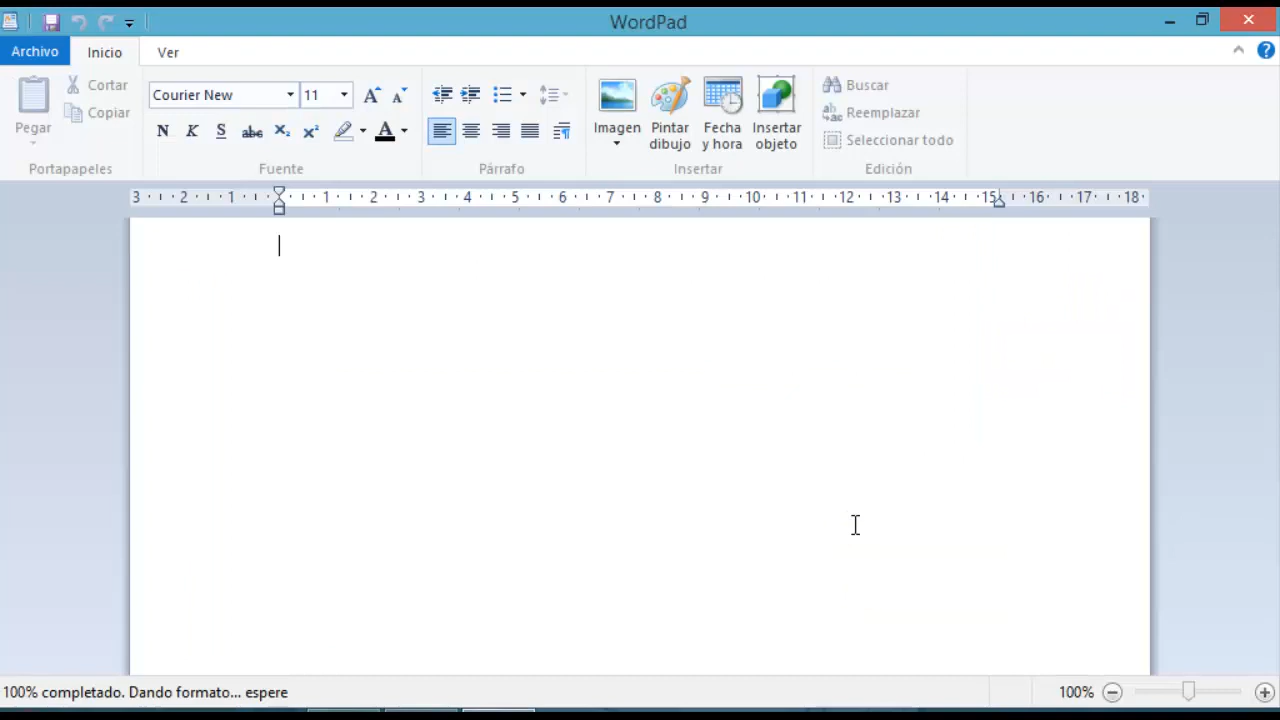 WordPad
Archivo Inicio Ver
Pegar
Cortar
Copiar
Portapapeles
Courier New 11
N K S abc X₂ X²
A
Fuente
Párrafo
Imagen
Pintar dibujo
Fecha y hora
Insertar objeto
Insertar
Buscar
Reemplazar
Seleccionar todo
Edición
3 2 1 1 2 3 4 5 6 7 8 9 10 11 12 13 14 15 16 17 18
100% completado. Dando formato... espere
100%